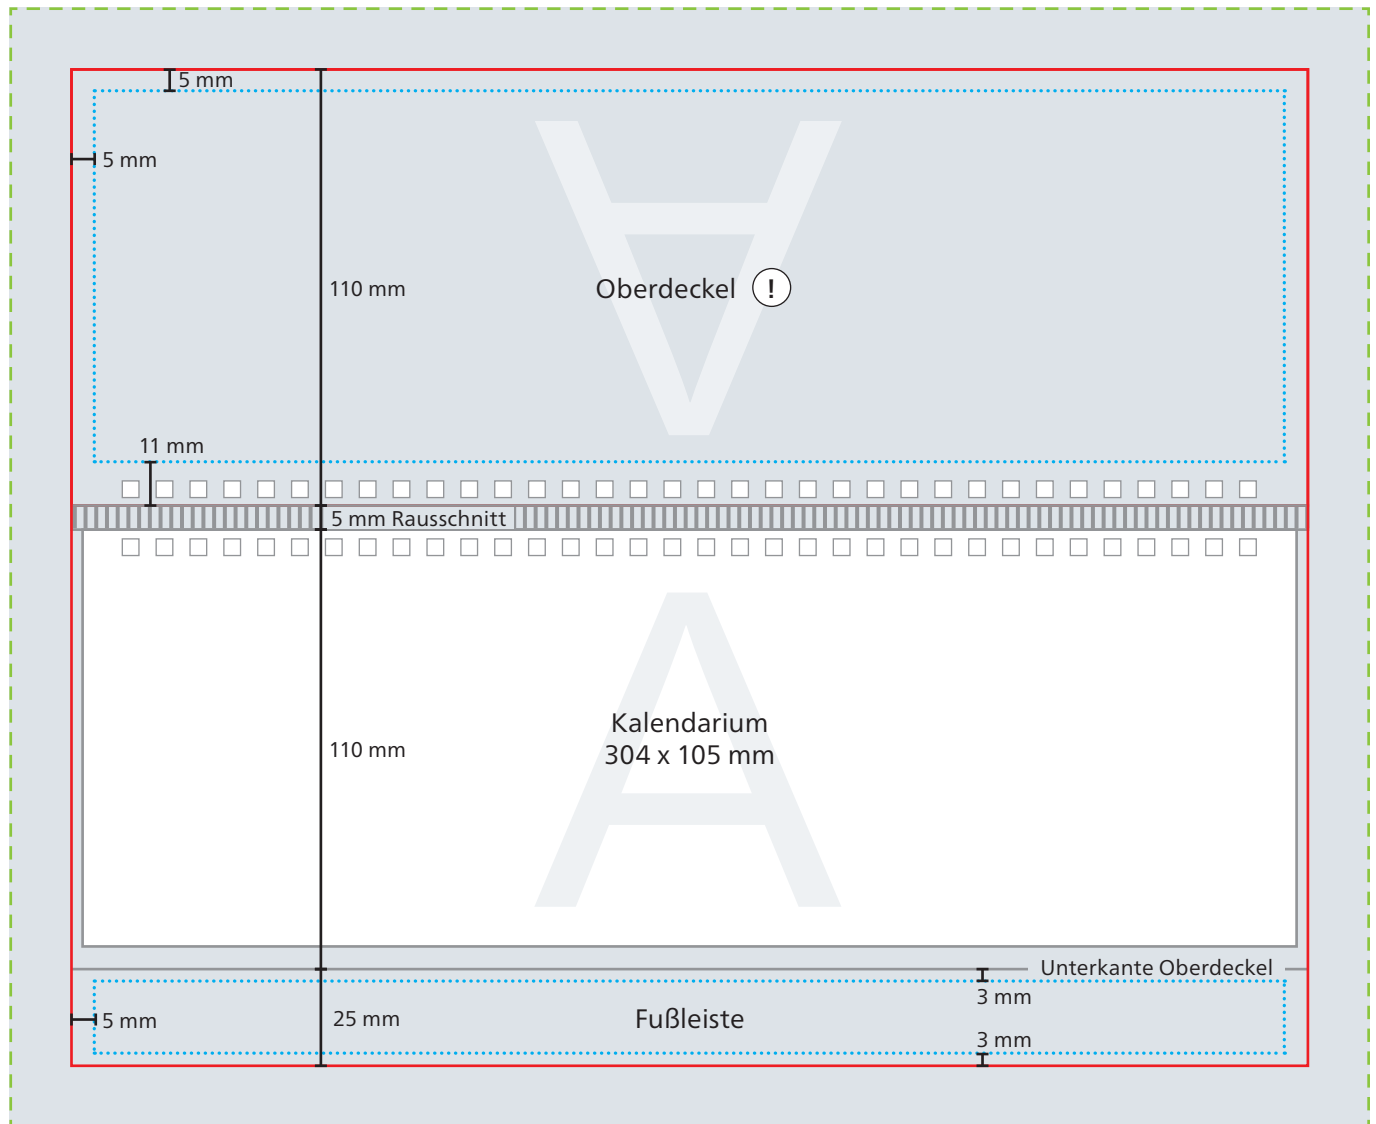 5 mm
5 mm
A
110 mm
Oberdeckel !
11 mm
5 mm Rausschnitt
A
Kalendarium
304 x 105 mm
110 mm
Unterkante Oberdeckel
3 mm
5 mm
25 mm
Fußleiste
3 mm